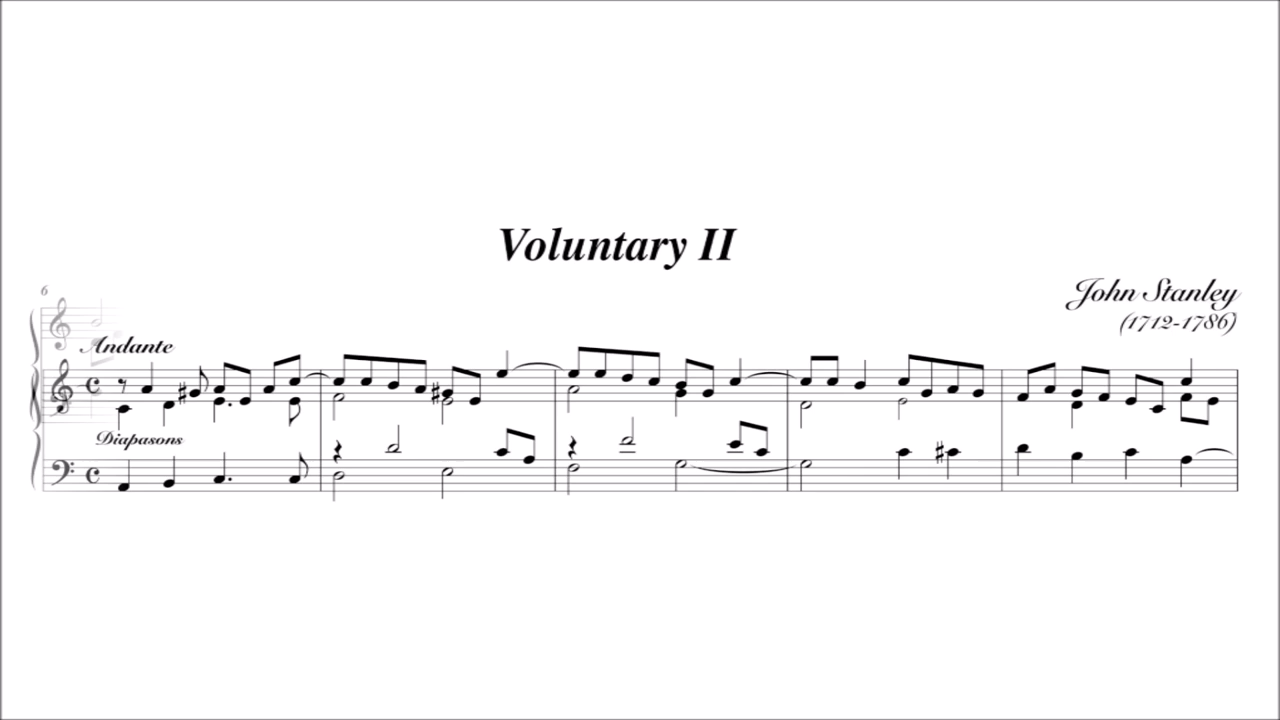 Voluntary II
John Stanley
(1712-1786)
6
Andante
Diapasons